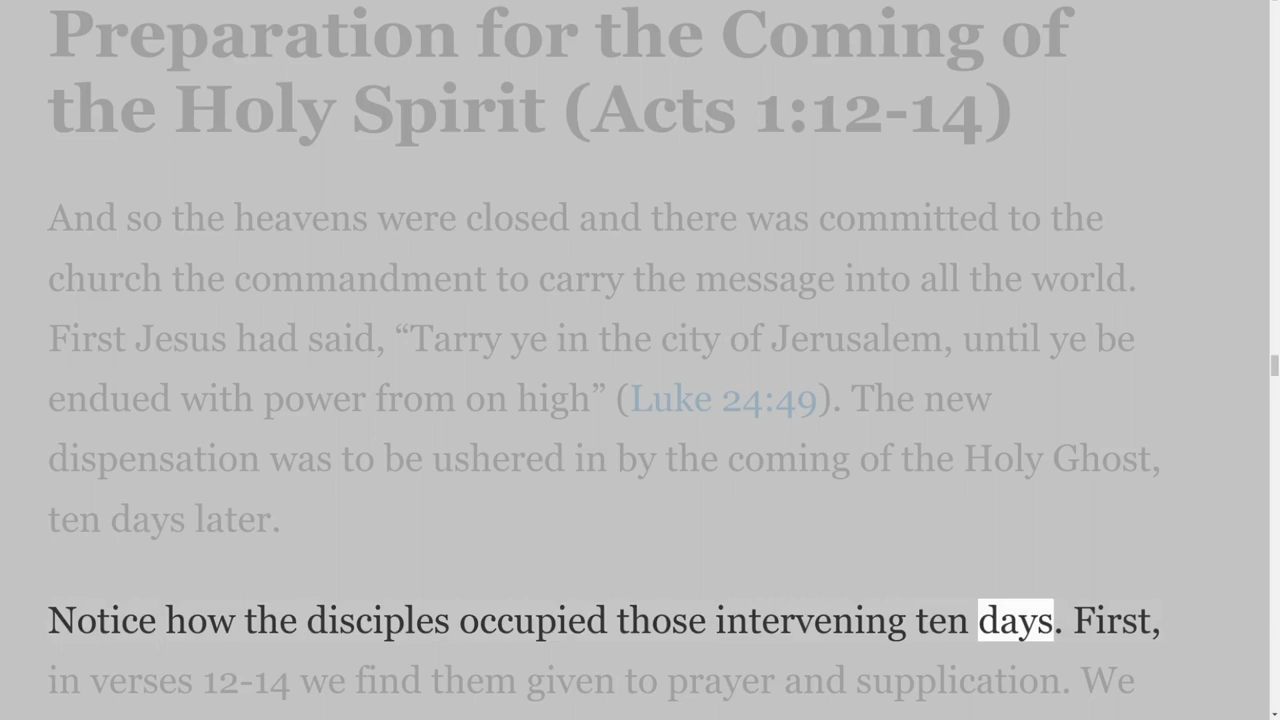 Preparation for the Coming of
the Holy Spirit (Acts 1:12-14)
And so the heavens were closed and there was committed to the
church the commandment to carry the message into all the world.
First Jesus had said, “Tarry ye in the city of Jerusalem, until ye be
endued with power from on high” (Luke 24:49). The new
dispensation was to be ushered in by the coming of the Holy Ghost,
ten days later.
Notice how the disciples occupied those intervening ten days. First,
in verses 12-14 we find them given to prayer and supplication. We